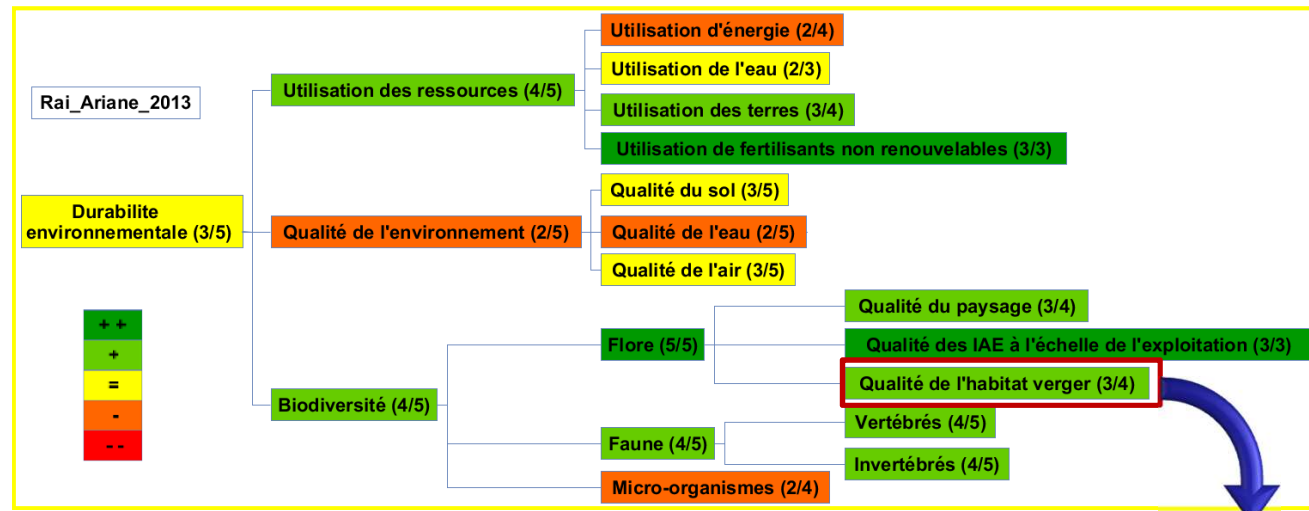 Utilisation d'énergie (2/4)
Utilisation de l'eau (2/3)
Utilisation des ressources (4/5)
Rai_Ariane_2013
Utilisation des terres (3/4)
Utilisation de fertilisants non renouvelables (3/3)
Qualité du sol (3/5)
Durabilite
environnementale (3/5)
Qualité de l'environnement (2/5)
Qualité de l'eau (2/5)
Qualité de l'air (3/5)
Qualité du paysage (3/4)
+ +
+
=
-
- -
Flore (5/5)
Qualité des IAE à l'échelle de l'exploitation (3/3)
Qualité de l'habitat verger (3/4)
Biodiversité (4/5)
Vertébrés (4/5)
Faune (4/5)
Invertébrés (4/5)
Micro-organismes (2/4)